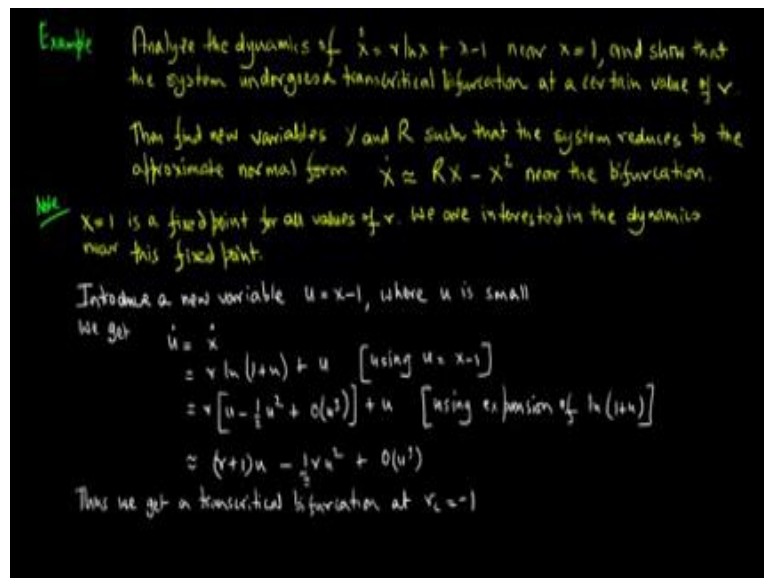 Example Analyze the dynamics of ẋ = r ln x + x-1 near x=1, and show that
the system undergoes a transcritical bifurcation at a certain value of r.
Then find new variables X and R such that the system reduces to the
approximate normal form Ẋ ≈ RX - X² near the bifurcation.
Note
x=1 is a fixed point for all values of r. We are interested in the dynamics
near this fixed point.
Introduce a new variable u = x-1, where u is small
We get u̇ = ẋ
= r ln (1+u) + u [using u = x-1]
= r[u - ½u² + O(u³)] + u [using expansion of ln (1+u)]
≈ (r+1)u - ½ru² + O(u³)
Thus we get a transcritical bifurcation at r_c = -1